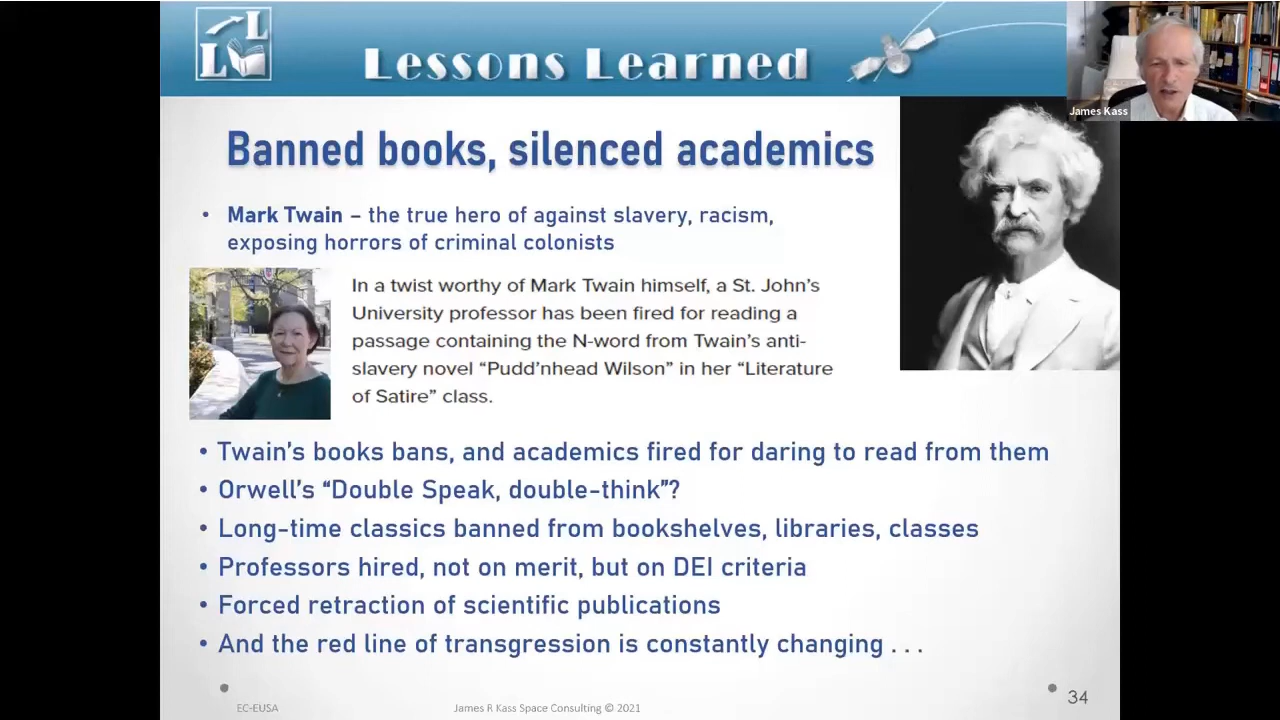 L L
Lessons Learned
James Kass
Banned books, silenced academics
• Mark Twain – the true hero of against slavery, racism,
exposing horrors of criminal colonists
In a twist worthy of Mark Twain himself, a St. John's
University professor has been fired for reading a
passage containing the N-word from Twain's anti-
slavery novel “Pudd'nhead Wilson” in her “Literature
of Satire” class.
• Twain's books bans, and academics fired for daring to read from them
• Orwell's “Double Speak, double-think”?
• Long-time classics banned from bookshelves, libraries, classes
• Professors hired, not on merit, but on DEI criteria
• Forced retraction of scientific publications
• And the red line of transgression is constantly changing . . .
EC-EUSA
James R Kass Space Consulting © 2021
34